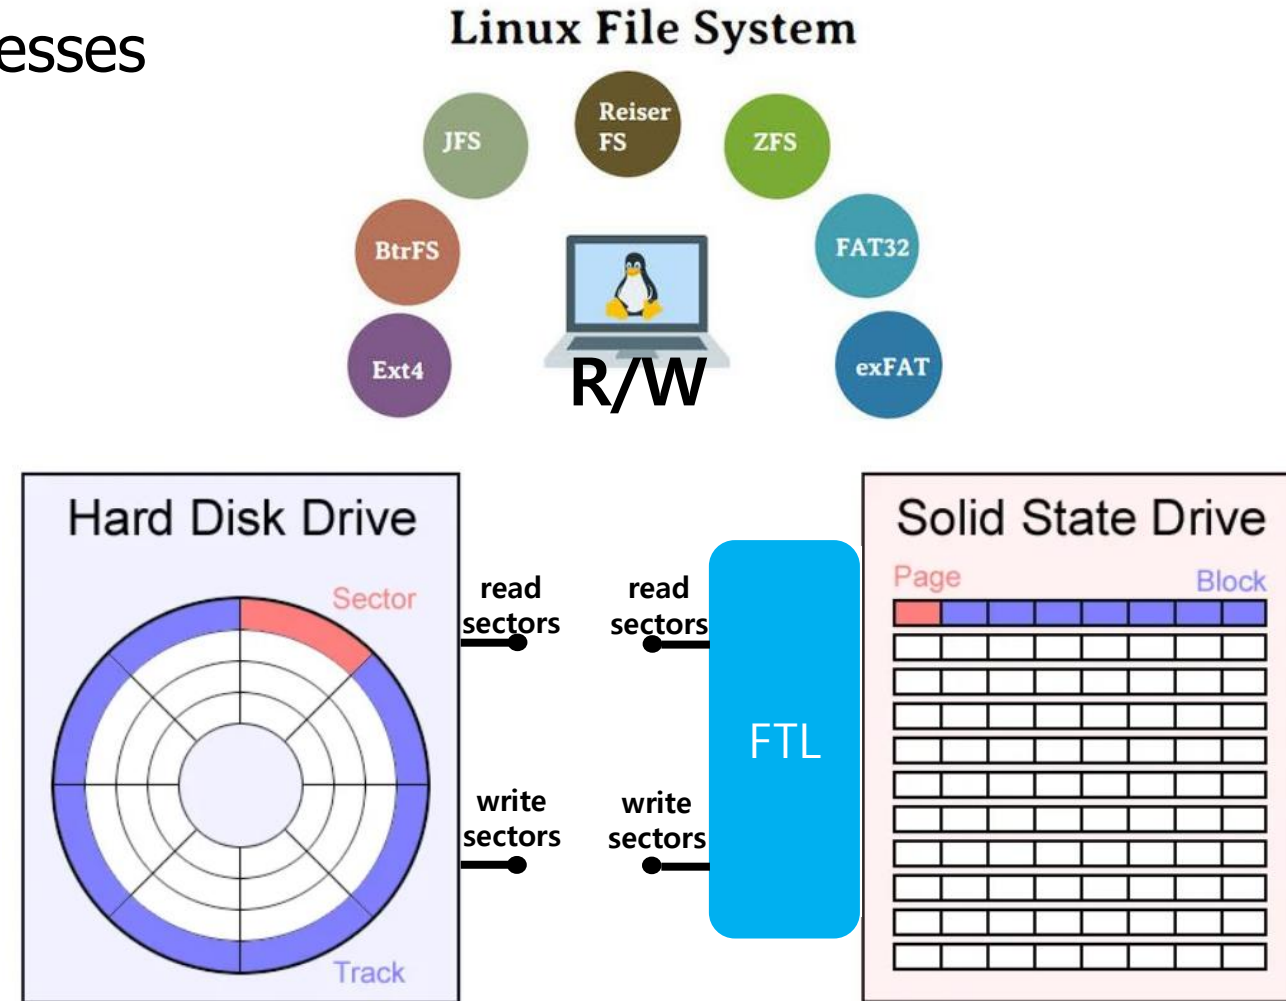 esses
Linux File System
Reiser
FS
JFS
ZFS
BtrFS
FAT32
Ext4
exFAT
R/W
Hard Disk Drive
Sector
Track
read
sectors
write
sectors
read
sectors
write
sectors
FTL
Solid State Drive
Page
Block